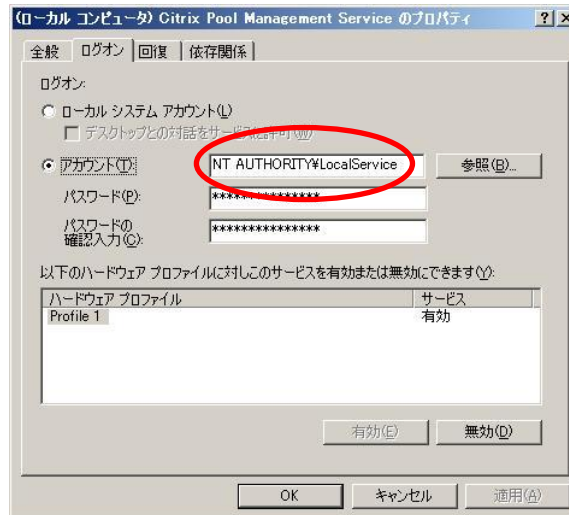 (ローカル コンピュータ) Citrix Pool Management Service のプロパティ
全般 ログオン 回復 依存関係
ログオン:
ローカル システム アカウント(L)
デスクトップとの対話をサービスに許可(W)
アカウント(T): NT AUTHORITY¥LocalService 参照(B)...
パスワード(P): ***************
パスワードの
確認入力(C): ***************
以下のハードウェア プロファイルに対しこのサービスを有効または無効にできます(Y):
ハードウェア プロファイル サービス
Profile 1 有効
有効(E) 無効(D)
OK キャンセル 適用(A)